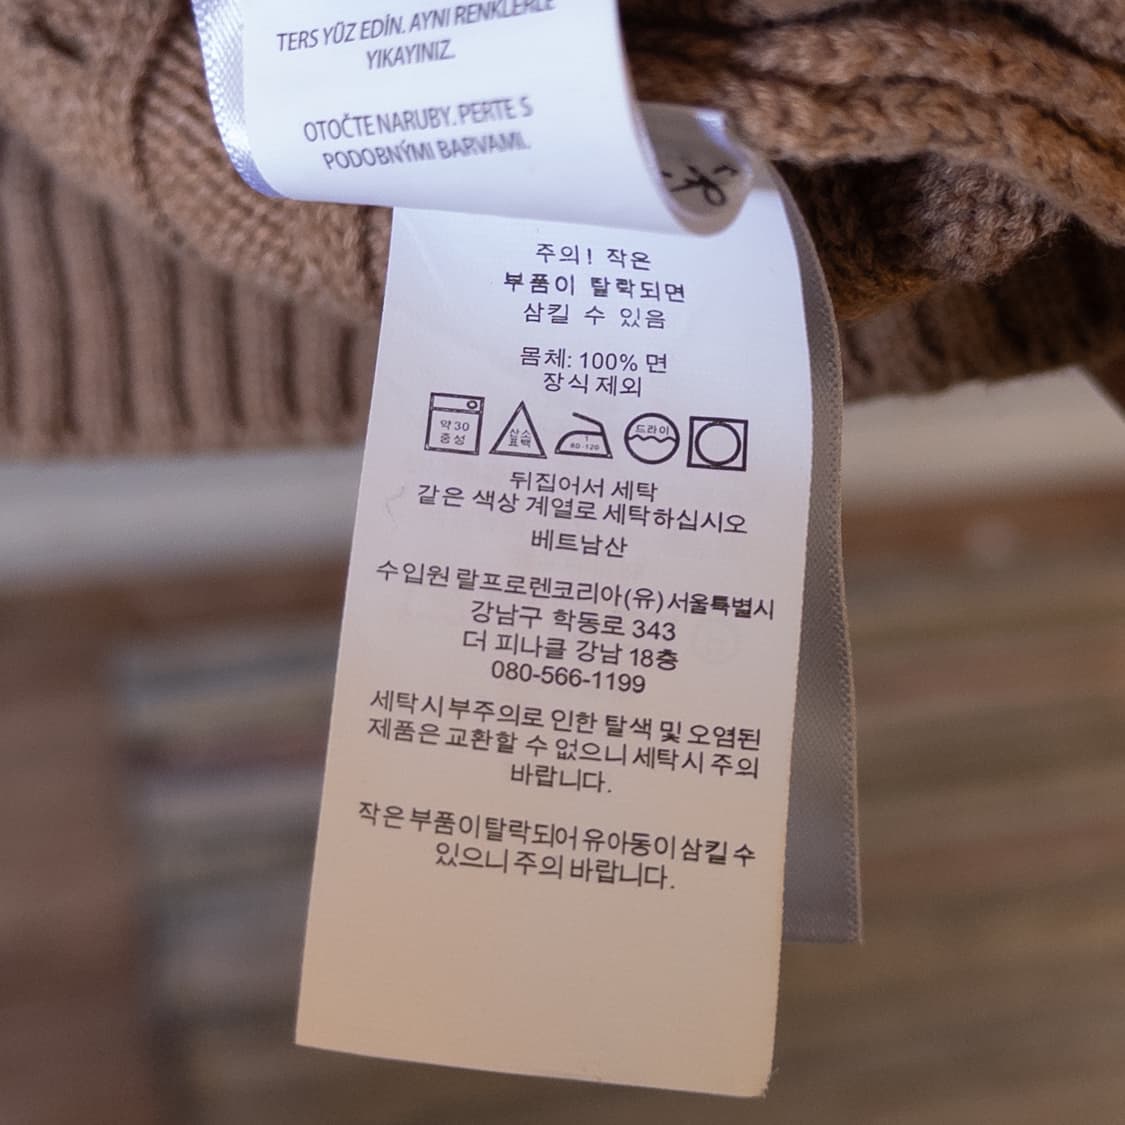 TERS YÜZ EDİN. AYNI RENKLERLE
YIKAYINIZ.
OTOČTE NARUBY. PERTE S
PODOBNÝMI BARVAMI.
주의! 작은
부품이 탈락되면
삼킬 수 있음
몸체: 100% 면
장식 제외
약 30
중성
산소
표백
1
80-120
드라이
뒤집어서 세탁
같은 색상 계열로 세탁하십시오
베트남산
수입원 랄프로렌코리아(유) 서울특별시
강남구 학동로 343
더 피나클 강남 18층
080-566-1199
세탁시 부주의로 인한 탈색 및 오염된
제품은 교환할 수 없으니 세탁시 주의
바랍니다.
작은 부품이 탈락되어 유아동이 삼킬 수
있으니 주의 바랍니다.